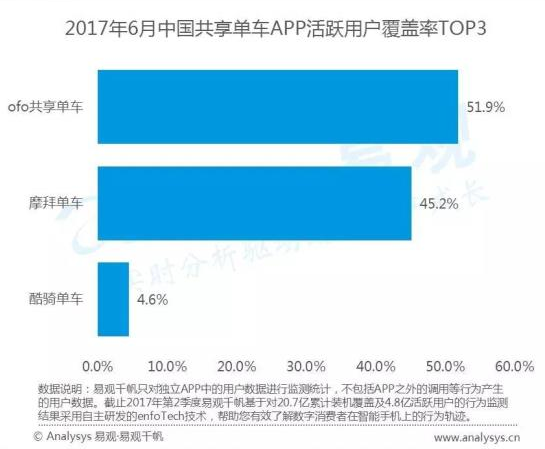 2017年6月中国共享单车APP活跃用户覆盖率TOP3
ofo共享单车
51.9%
摩拜单车
45.2%
酷骑单车
4.6%
0.0% 10.0% 20.0% 30.0% 40.0% 50.0% 60.0%
数据说明：易观千帆只对独立APP中的用户数据进行监测统计，不包括APP之外的调用等行为产生
的用户数据。截止2017年第2季度易观千帆基于对20.7亿累计装机覆盖及4.8亿活跃用户的行为监测
结果采用自主研发的enfoTech技术，帮助您有效了解数字消费者在智能手机上的行为轨迹。
© Analysys 易观·易观千帆
www.analysys.cn